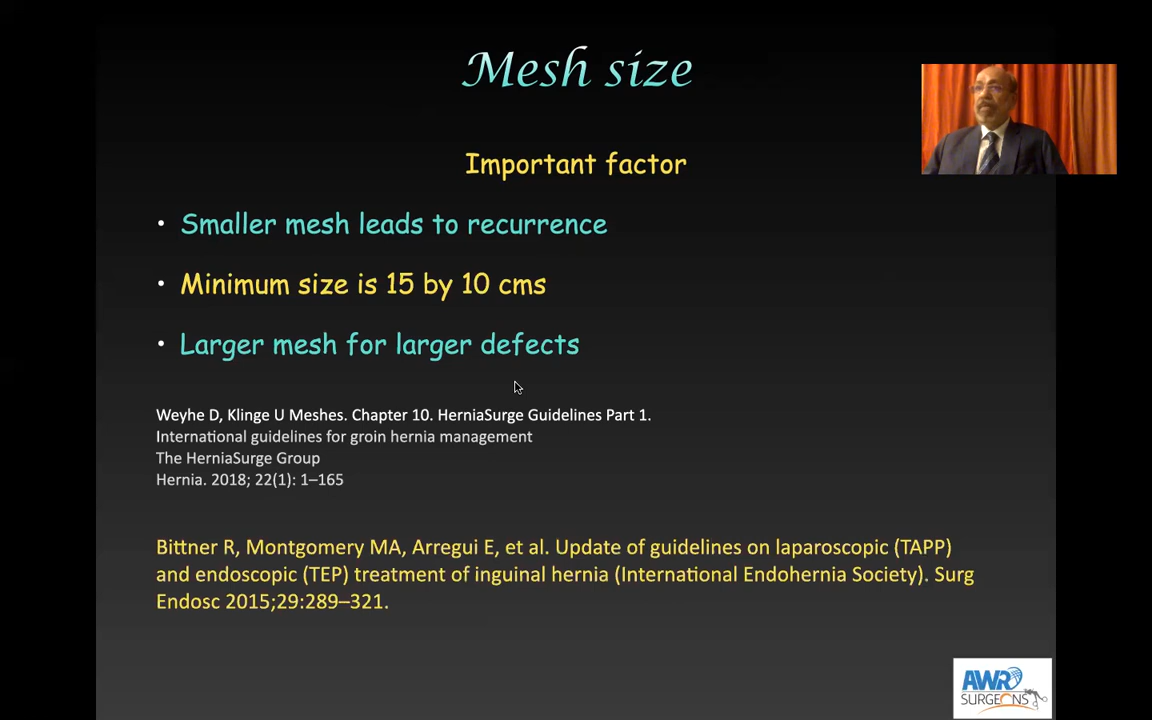 Mesh size
Important factor
• Smaller mesh leads to recurrence
• Minimum size is 15 by 10 cms
• Larger mesh for larger defects
Weyhe D, Klinge U Meshes. Chapter 10. HerniaSurge Guidelines Part 1.
International guidelines for groin hernia management
The HerniaSurge Group
Hernia. 2018; 22(1): 1–165
Bittner R, Montgomery MA, Arregui E, et al. Update of guidelines on laparoscopic (TAPP)
and endoscopic (TEP) treatment of inguinal hernia (International Endohernia Society). Surg
Endosc 2015;29:289–321.
AWR
SURGEONS